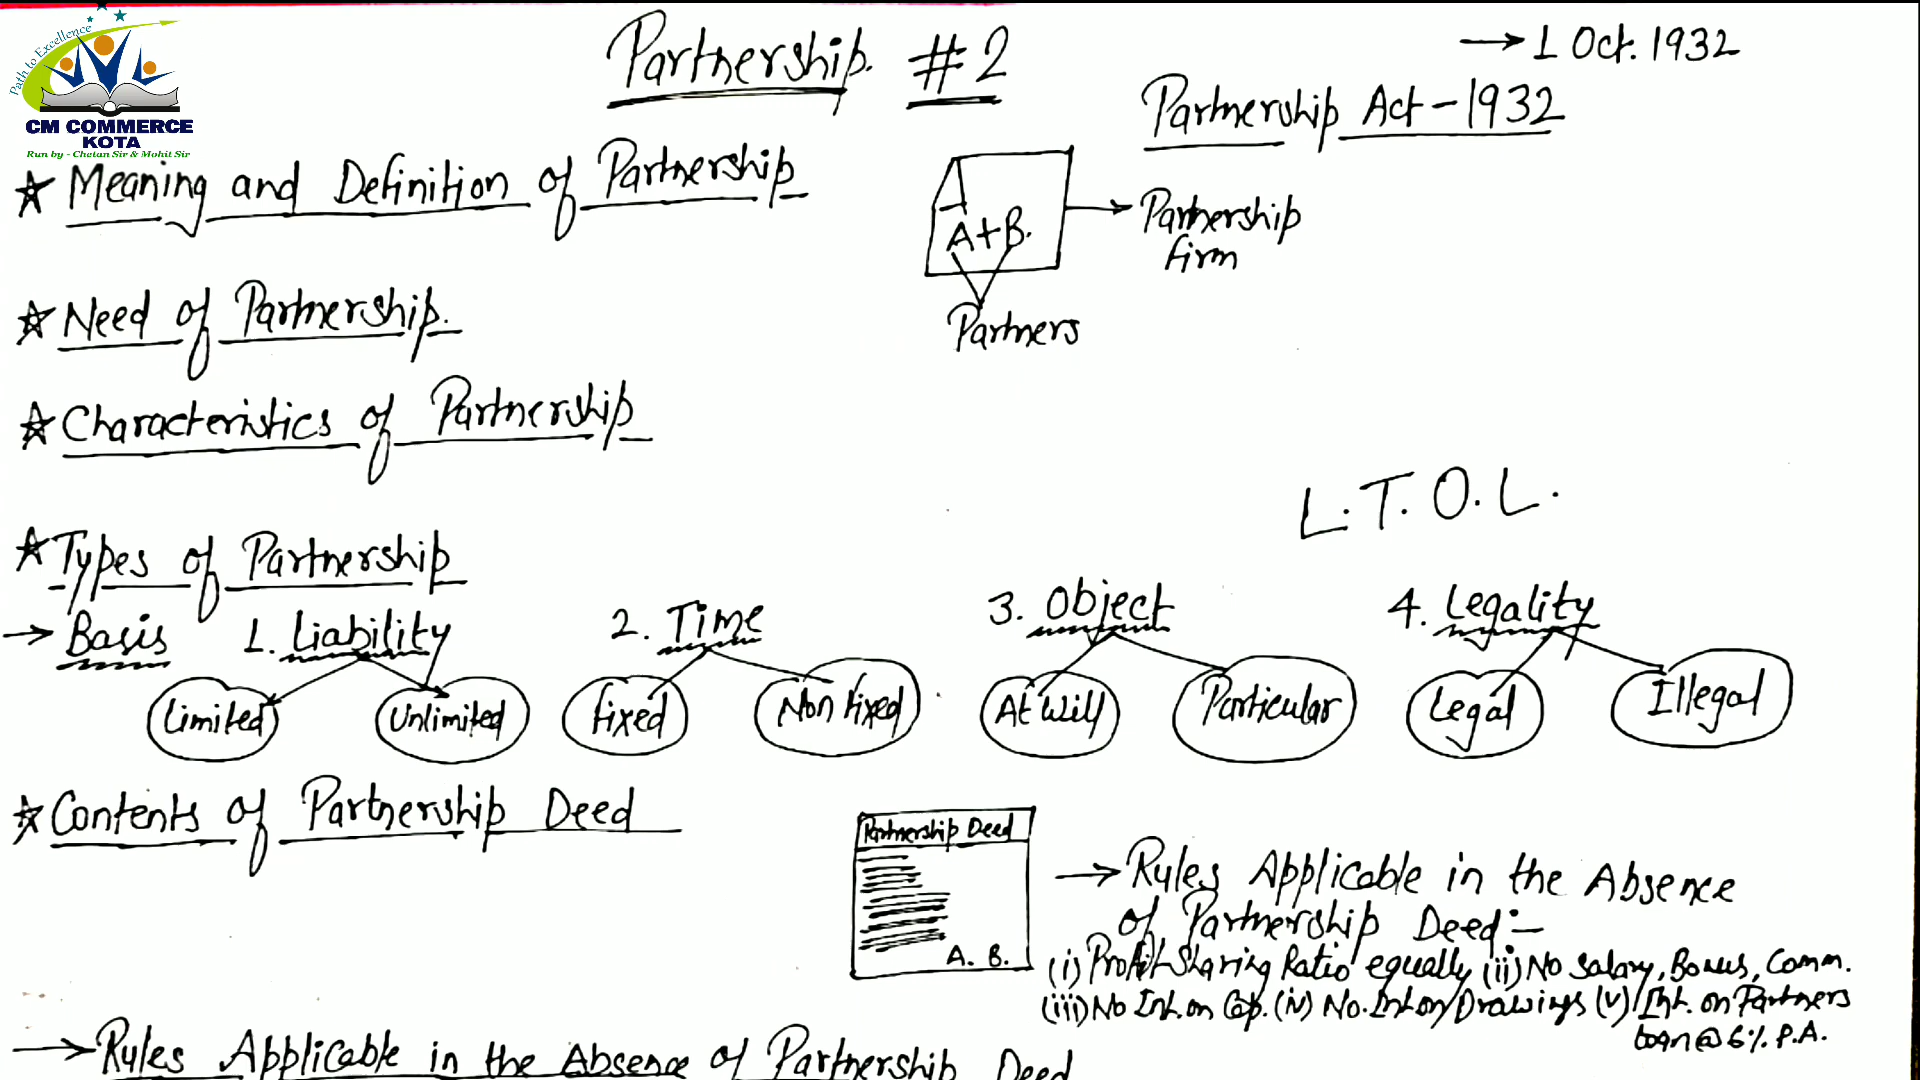 Path to Excellence
CM COMMERCE
KOTA
Run by - Chetan Sir & Mohit Sir
Partnership. #2
→ 1 Oct. 1932
Partnership Act - 1932
★ Meaning and Definition of Partnership
A+B.
→ Partnership
firm
Partners
★ Need of Partnership.
★ Characteristics of Partnership
L.T.O.L.
★ Types of Partnership
→ Basis 1. Liability 2. Time 3. Object 4. Legality
Limited Unlimited fixed Non fixed At Will Particular Legal Illegal
★ Contents of Partnership Deed
Partnership Deed
A. B.
→ Rules Applicable in the Absence
of Partnership Deed:-
(i) Profit Sharing Ratio equally (ii) No Salary, Bonus, Comm.
(iii) No Int. on Cap. (iv) No. Int on Drawings (v) Int. on Partners
loan @ 6% P.A.
→ Rules Applicable in the Absence of Partnership Deed